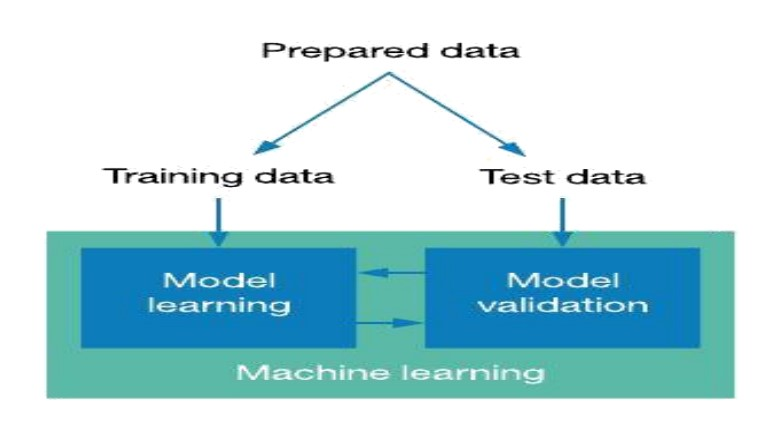 Prepared data
Training data
Test data
Model
learning
Model
validation
Machine learning